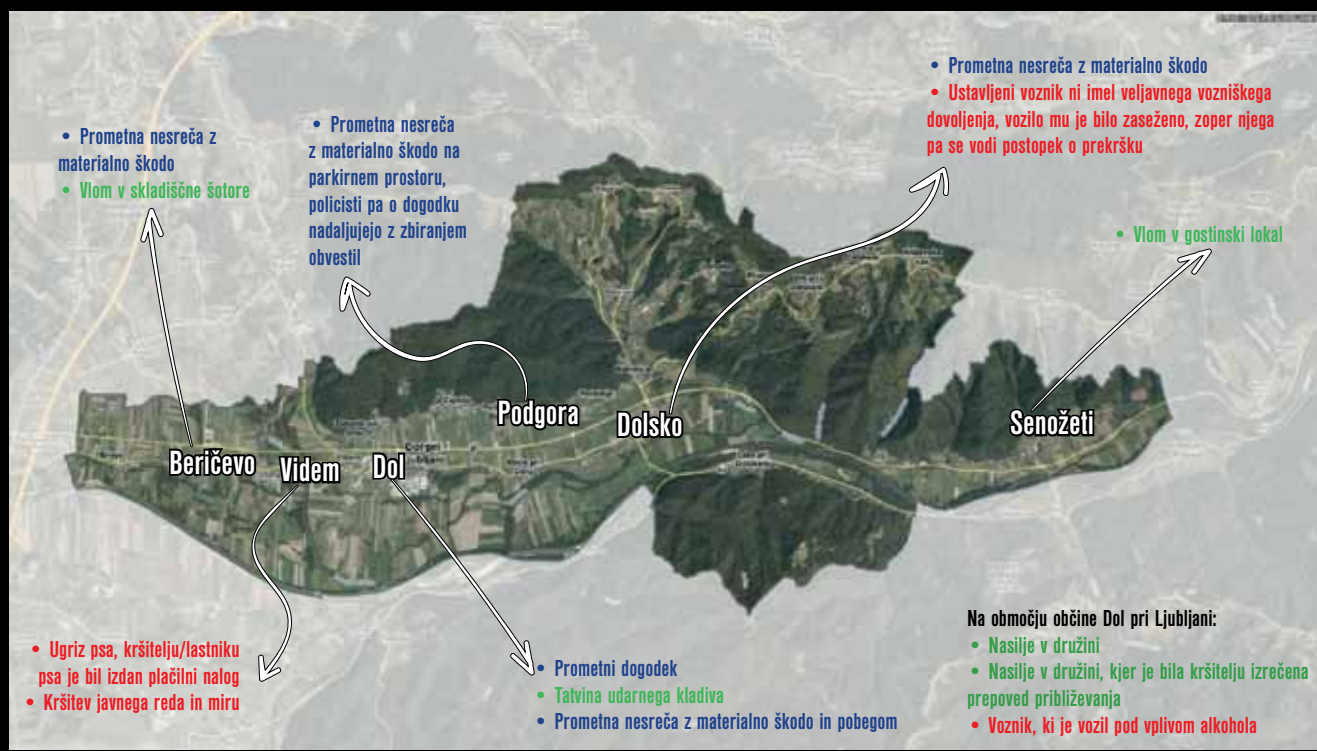 • Prometna nesreča z
materialno škodo
• Vlom v skladiščne šotore
• Prometna nesreča
z materialno škodo na
parkirnem prostoru,
policisti pa o dogodku
nadaljujejo z zbiranjem
obvestil
• Prometna nesreča z materialno škodo
• Ustavljeni voznik ni imel veljavnega vozniškega
dovoljenja, vozilo mu je bilo zaseženo, zoper njega
pa se vodi postopek o prekršku
• Vlom v gostinski lokal
Beričevo
Videm
Dol
Podgora
Dolsko
Senožeti
• Ugriz psa, kršitelju/lastniku
psa je bil izdan plačilni nalog
• Kršitev javnega reda in miru
• Prometni dogodek
• Tatvina udarnega kladiva
• Prometna nesreča z materialno škodo in pobegom
Na območju občine Dol pri Ljubljani:
• Nasilje v družini
• Nasilje v družini, kjer je bila kršitelju izrečena
prepoved približevanja
• Voznik, ki je vozil pod vplivom alkohola